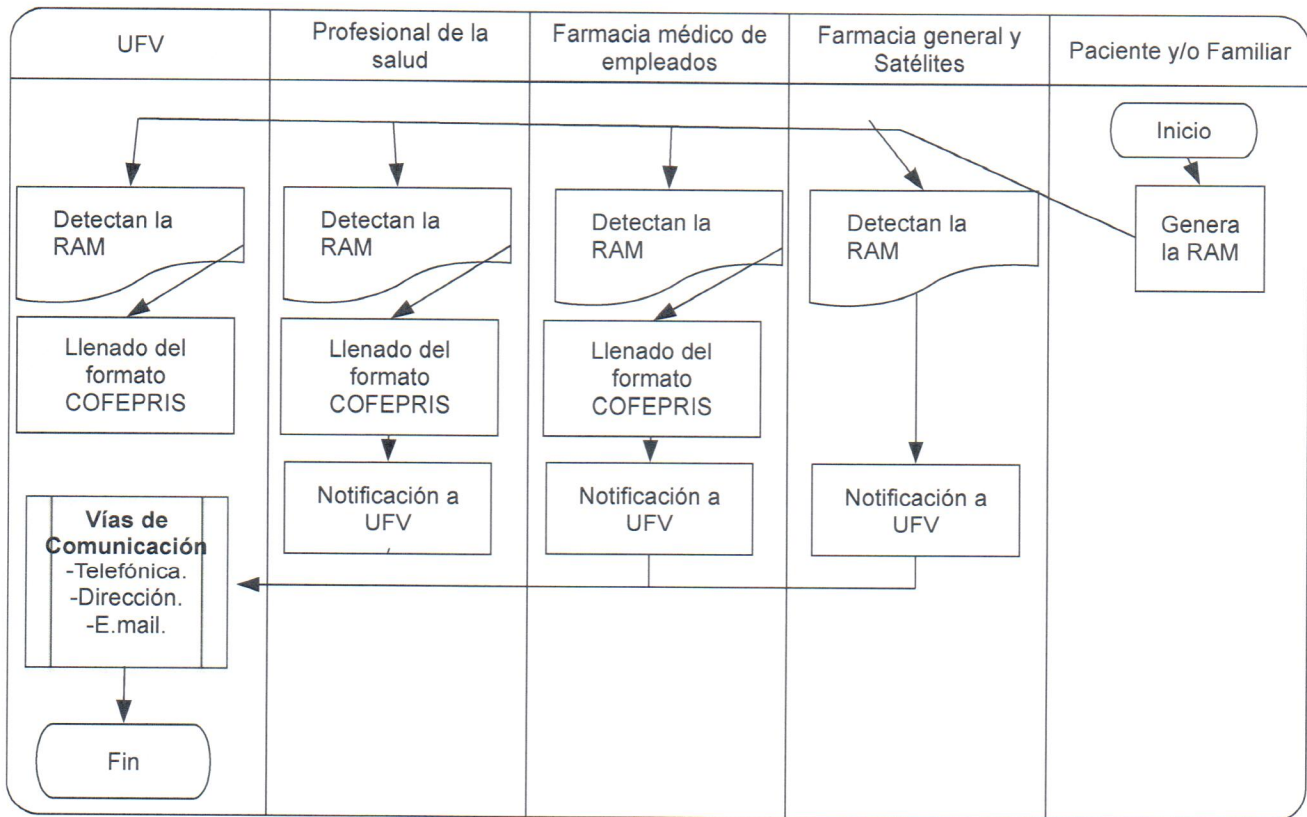 UFV
Profesional de la
salud
Farmacia médico de
empleados
Farmacia general y
Satélites
Paciente y/o Familiar
Inicio
Genera
la RAM
Detectan la
RAM
Detectan la
RAM
Detectan la
RAM
Detectan la
RAM
Llenado del
formato
COFEPRIS
Llenado del
formato
COFEPRIS
Llenado del
formato
COFEPRIS
Notificación a
UFV
Notificación a
UFV
Notificación a
UFV
Vías de
Comunicación
-Telefónica.
-Dirección.
-E.mail.
Fin